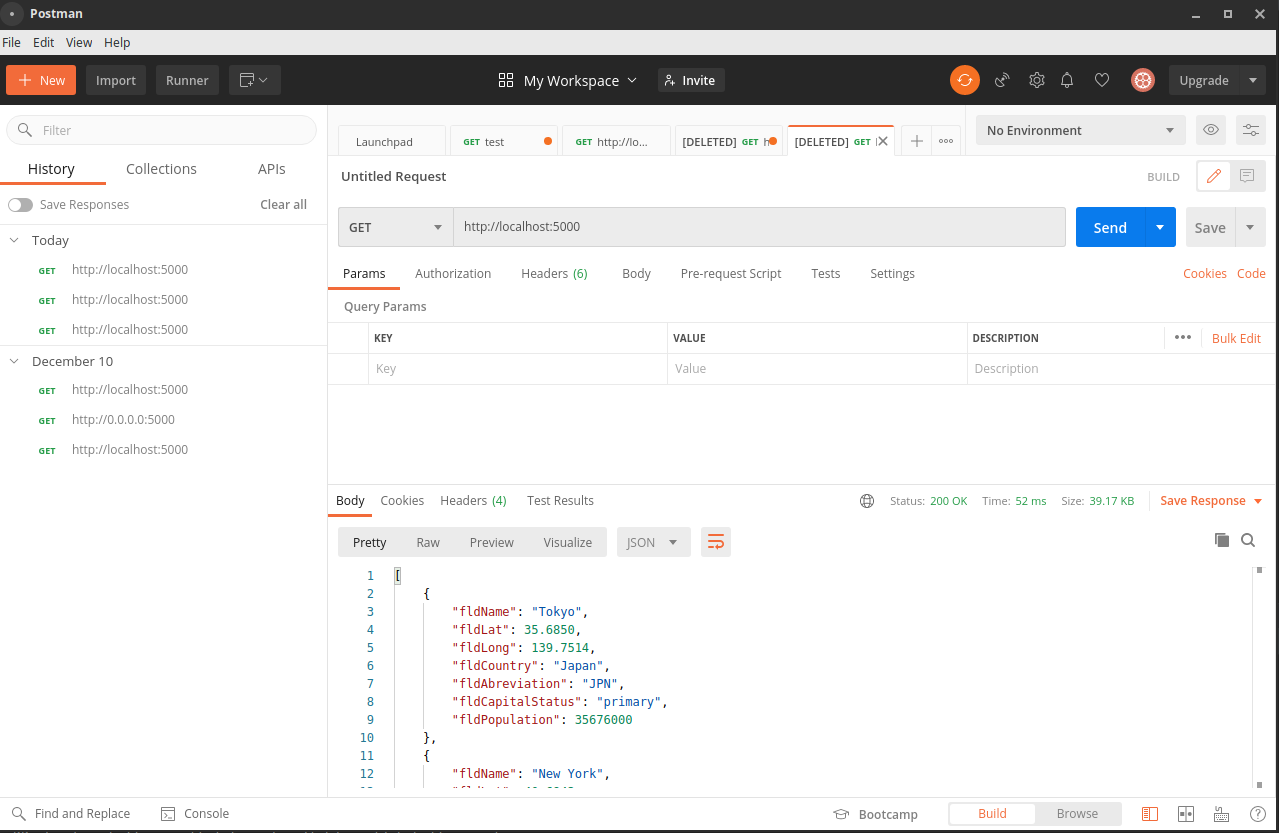 Postman
File Edit View Help
New Import Runner My Workspace Invite Upgrade
Filter
History Collections APIs
Save Responses Clear all
Today
GET http://localhost:5000
GET http://localhost:5000
GET http://localhost:5000
December 10
GET http://localhost:5000
GET http://0.0.0.0:5000
GET http://localhost:5000
Launchpad GET test GET http://lo... [DELETED] GET h [DELETED] GET No Environment
Untitled Request BUILD
GET http://localhost:5000 Send Save
Params Authorization Headers (6) Body Pre-request Script Tests Settings Cookies Code
Query Params
KEY VALUE DESCRIPTION Bulk Edit
Key Value Description
Body Cookies Headers (4) Test Results Status: 200 OK Time: 52 ms Size: 39.17 KB Save Response
Pretty Raw Preview Visualize JSON
1 [
2 {
3 "fldName": "Tokyo",
4 "fldLat": 35.6850,
5 "fldLong": 139.7514,
6 "fldCountry": "Japan",
7 "fldAbreviation": "JPN",
8 "fldCapitalStatus": "primary",
9 "fldPopulation": 35676000
10 },
11 {
12 "fldName": "New York",
Find and Replace Console Bootcamp Build Browse